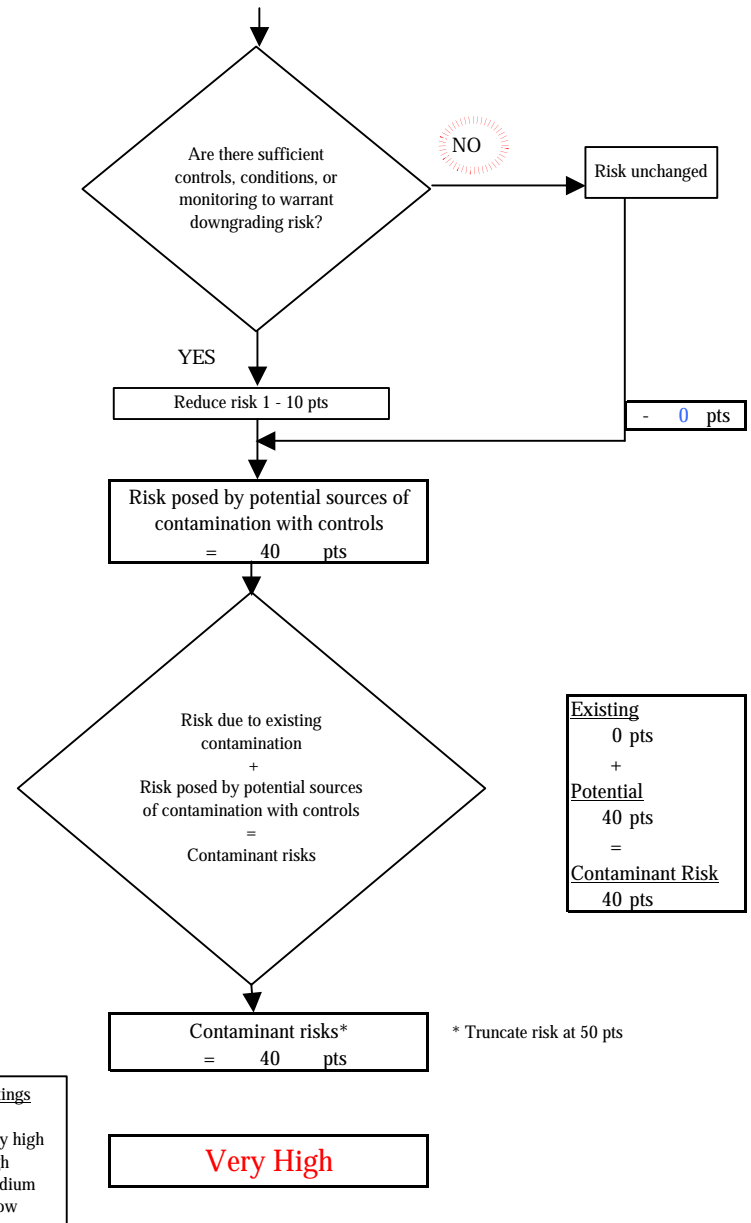 Are there sufficient
controls, conditions, or
monitoring to warrant
downgrading risk?
NO
Risk unchanged
YES
Reduce risk 1 - 10 pts
- 0 pts
Risk posed by potential sources of
contamination with controls
= 40 pts
Risk due to existing
contamination
+
Risk posed by potential sources
of contamination with controls
=
Contaminant risks
Existing
0 pts
+
Potential
40 pts
=
Contaminant Risk
40 pts
Contaminant risks*
= 40 pts
* Truncate risk at 50 pts
high
Very High